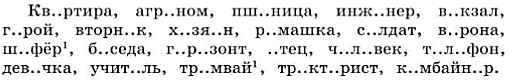 Кв..ртира, агр..ном, пш..ница, инж..нер, в..кзал,
г..рой, вторн..к, х..зя..н, р..машка, с..лдат, в..рона,
ш..фёр¹, б..седа, г..р..зонт, ..тец, ч..л..век, т..л..фон,
дев..чка, учит..ль, тр..мвай¹, тр..кт..рист, к..мбайн..р.